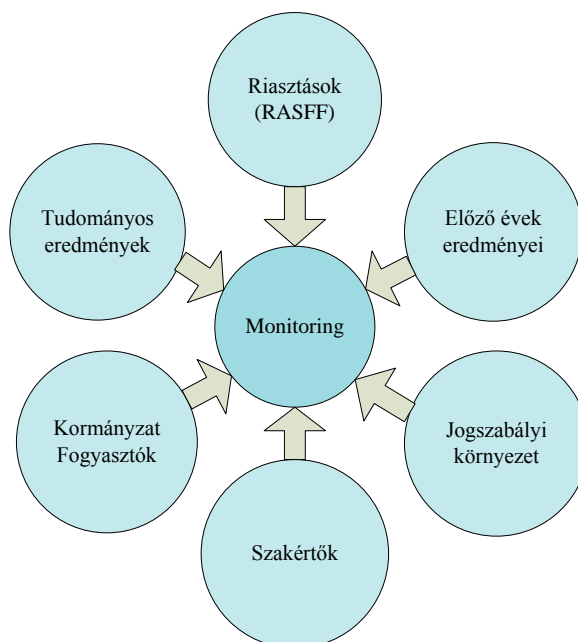 Riasztások
(RASFF)
Tudományos
eredmények
Előző évek
eredményei
Monitoring
Kormányzat
Fogyasztók
Jogszabályi
környezet
Szakértők